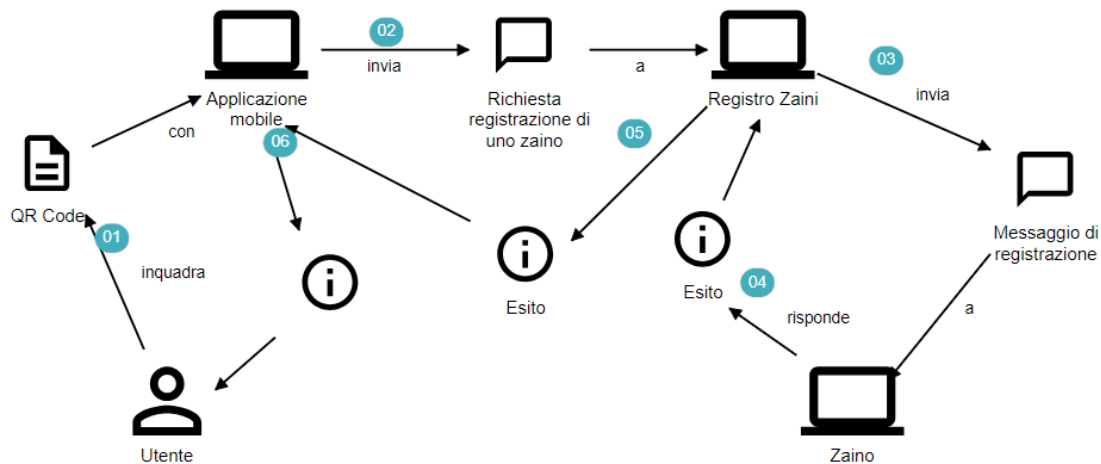 02
invia
Applicazione
mobile
Richiesta
registrazione di
uno zaino
a
Registro Zaini
03
invia
con
06
05
QR Code
01
inquadra
Esito
Esito
04
risponde
Messaggio di
registrazione
a
Utente
Zaino